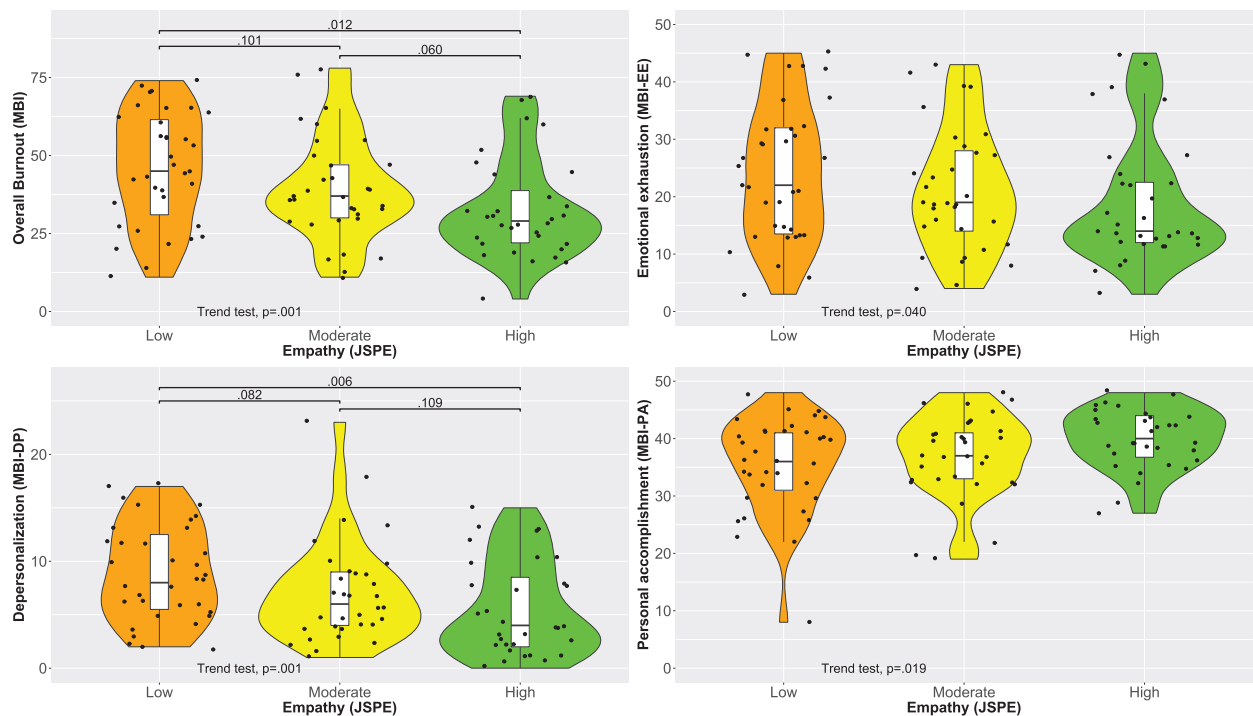 .012
.101
.060
75
50
25
0
Overall Burnout (MBI)
Trend test, p=.001
Low Moderate High
Empathy (JSPE)
50
40
30
20
10
0
Emotional exhaustion (MBI-EE)
Trend test, p=.040
Low Moderate High
Empathy (JSPE)
.006
.082
.109
20
10
0
Depersonalization (MBI-DP)
Trend test, p=.001
Low Moderate High
Empathy (JSPE)
50
40
30
20
10
0
Personal accomplishment (MBI-PA)
Trend test, p=.019
Low Moderate High
Empathy (JSPE)